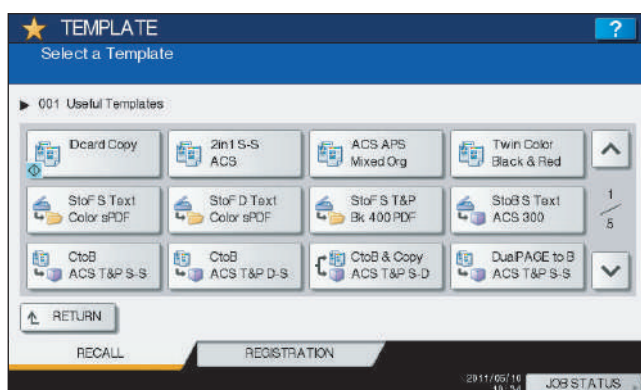 TEMPLATE
?
Select a Template
001 Useful Templates
IDcard Copy
2in1 S-S
ACS
ACS APS
Mixed Org
Twin Color
Black & Red
StoF S Text
Color sPDF
StoF D Text
Color sPDF
StoF S T&P
Bk 400 PDF
StoB S Text
ACS 300
1
5
CtoB
ACS T&P S-S
CtoB
ACS T&P D-S
CtoB & Copy
ACS T&P S-D
DualPAGE to B
ACS T&P S-S
RETURN
RECALL
REGISTRATION
2011/05/10
JOB STATUS